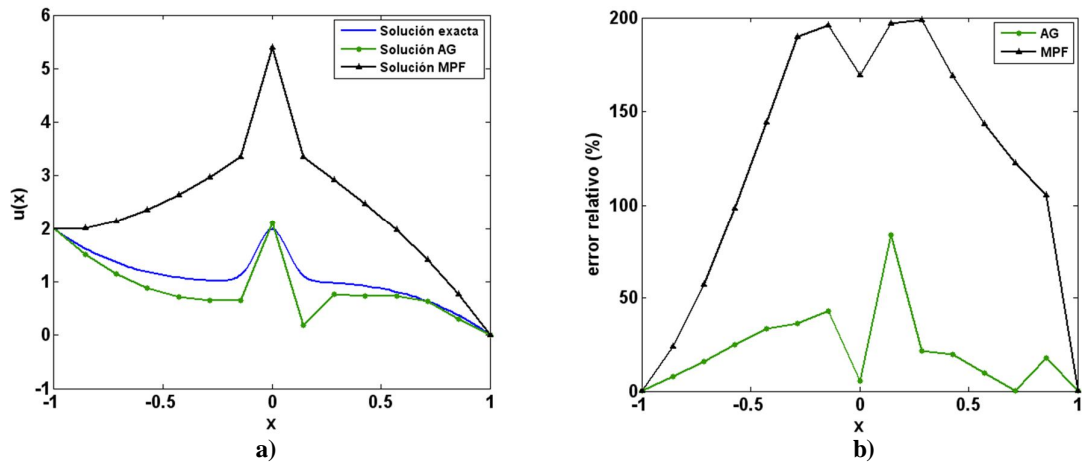 6
5
4
3
2
1
0
-1
u(x)
-1
-0.5
0
0.5
1
x
Solución exacta
Solución AG
Solución MPF
a)
200
150
100
50
0
error relativo (%)
-1
-0.5
0
0.5
1
x
AG
MPF
b)